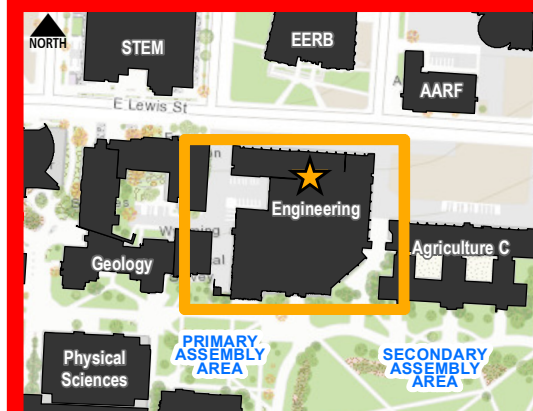 NORTH
STEM
EERB
AARF
E Lewis St
Engineering
Agriculture C
Geology
PRIMARY
ASSEMBLY
AREA
SECONDARY
ASSEMBLY
AREA
Physical
Sciences